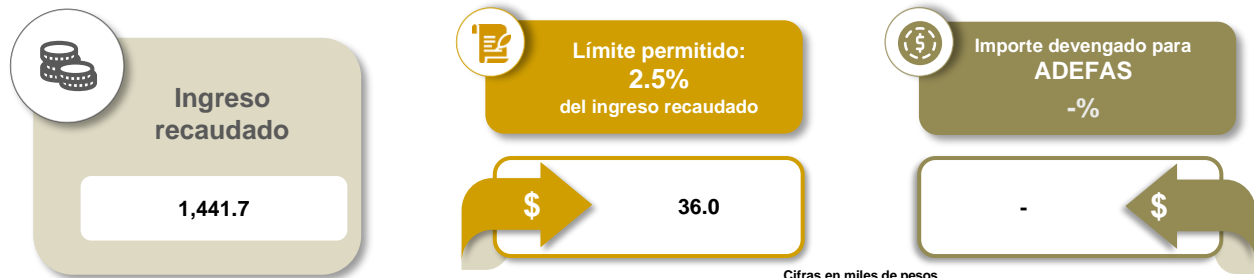 Ingreso
recaudado
1,441.7
Límite permitido:
2.5%
del ingreso recaudado
$
36.0
Importe devengado para
ADEFAS
-%
-
$
Cifras en miles de pesos